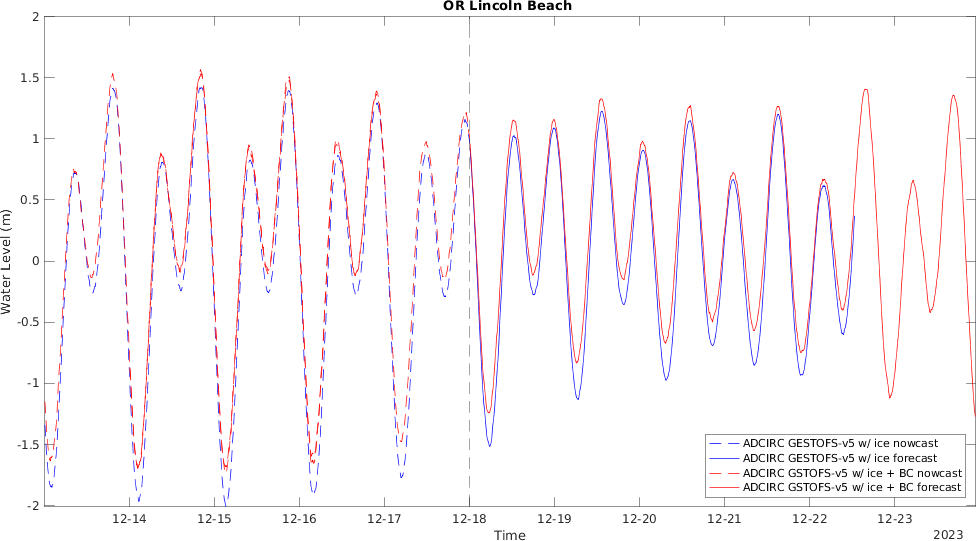 OR Lincoln Beach
2
1.5
1
0.5
0
-0.5
-1
-1.5
-2
Water Level (m)
ADCIRC GESTOFS-v5 w/ ice nowcast
ADCIRC GESTOFS-v5 w/ ice forecast
ADCIRC GSTOFS-v5 w/ ice + BC nowcast
ADCIRC GSTOFS-v5 w/ ice + BC forecast
12-14 12-15 12-16 12-17 12-18 12-19 12-20 12-21 12-22 12-23
Time
2023